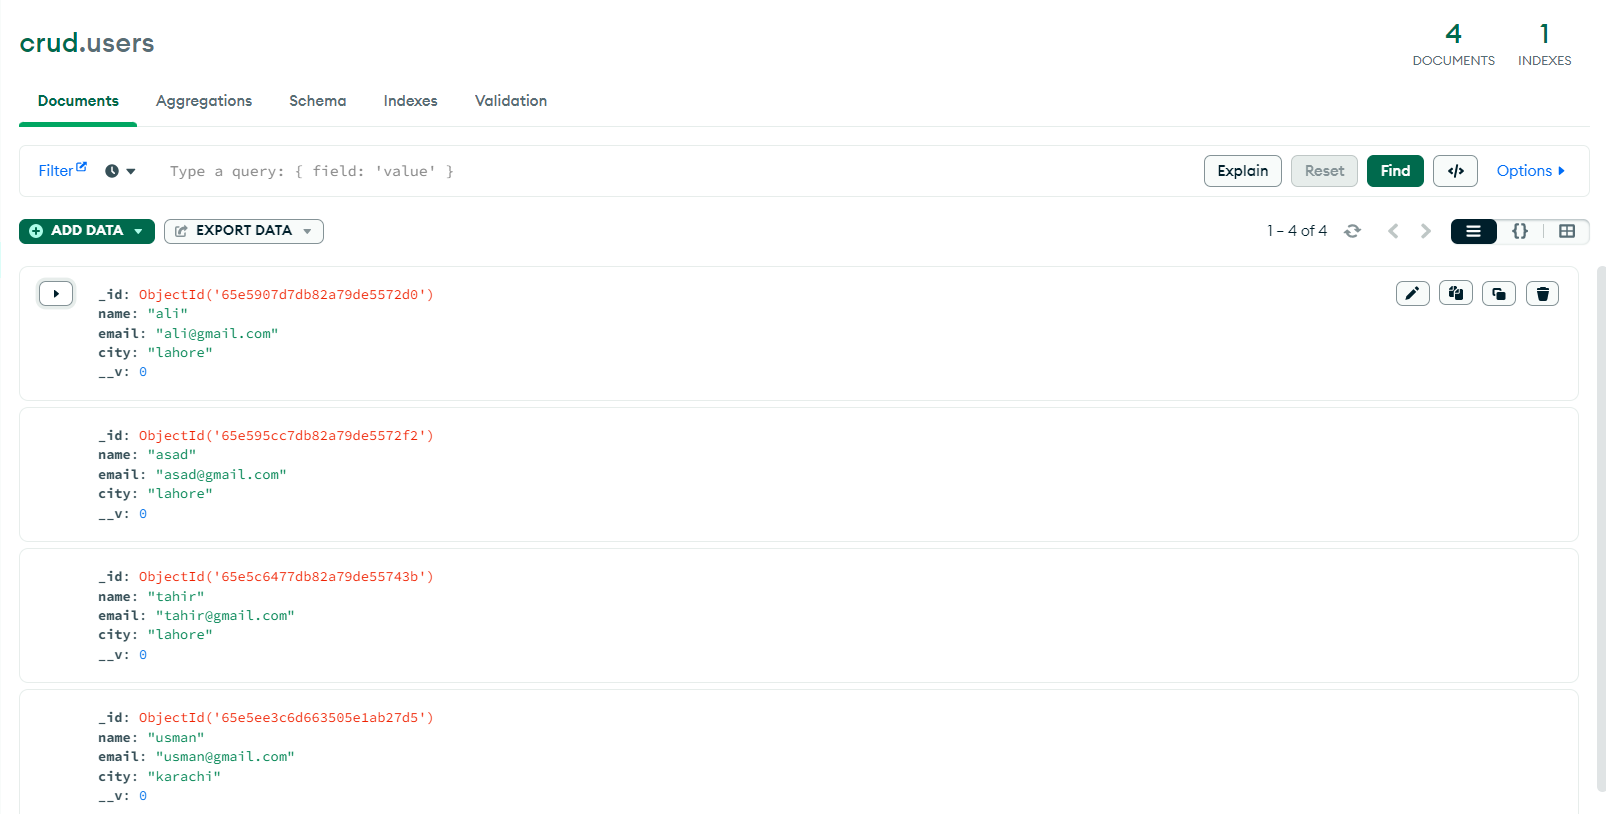 crud.users
4
DOCUMENTS
1
INDEXES
Documents
Aggregations
Schema
Indexes
Validation
Filter
Type a query: { field: 'value' }
Explain
Reset
Find
</>
Options
ADD DATA
EXPORT DATA
1 – 4 of 4
{}
_id: ObjectId('65e5907d7db82a79de5572d0')
name: "ali"
email: "ali@gmail.com"
city: "lahore"
__v: 0
_id: ObjectId('65e595cc7db82a79de5572f2')
name: "asad"
email: "asad@gmail.com"
city: "lahore"
__v: 0
_id: ObjectId('65e5c6477db82a79de55743b')
name: "tahir"
email: "tahir@gmail.com"
city: "lahore"
__v: 0
_id: ObjectId('65e5ee3c6d663505e1ab27d5')
name: "usman"
email: "usman@gmail.com"
city: "karachi"
__v: 0